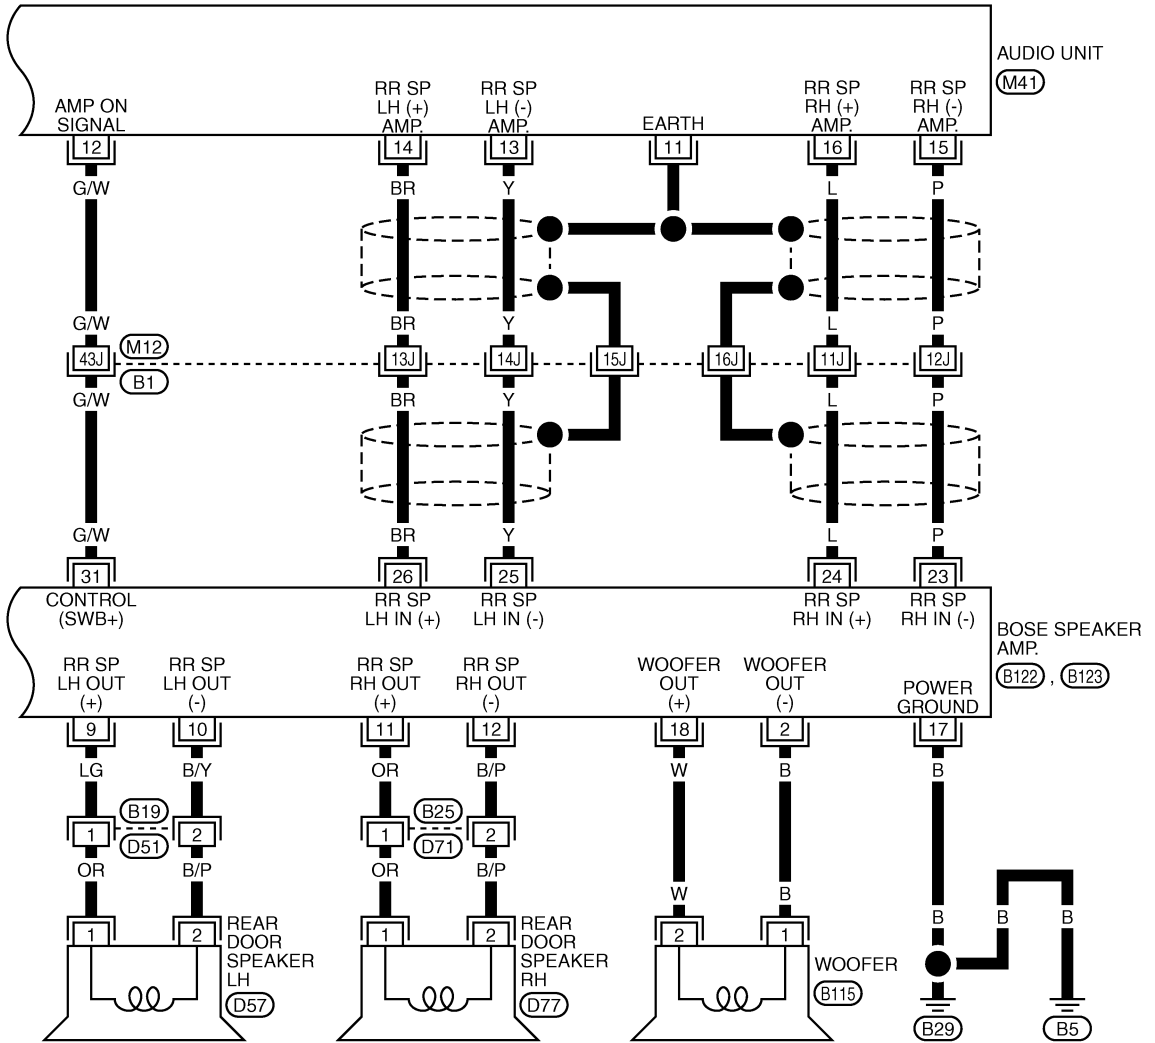 AUDIO UNIT
M41
AMP ON
SIGNAL
RR SP
LH (+)
AMP.
RR SP
LH (-)
AMP.
EARTH
RR SP
RH (+)
AMP.
RR SP
RH (-)
AMP.
12
14
13
11
16
15
G/W
BR
Y
L
P
G/W
BR
Y
L
P
43J
M12
B1
13J
14J
15J
16J
11J
12J
G/W
BR
Y
L
P
G/W
BR
Y
L
P
31
26
25
24
23
CONTROL
(SWB+)
RR SP
LH IN (+)
RR SP
LH IN (-)
RR SP
RH IN (+)
RR SP
RH IN (-)
BOSE SPEAKER
AMP.
B122 , B123
RR SP
LH OUT
(+)
RR SP
LH OUT
(-)
RR SP
RH OUT
(+)
RR SP
RH OUT
(-)
WOOFER
OUT
(+)
WOOFER
OUT
(-)
POWER
GROUND
9
10
11
12
18
2
17
LG
B/Y
OR
B/P
W
B
B
1
B19
D51
2
1
B25
D71
2
OR
B/P
OR
B/P
W
B
B
B
B
1
2
REAR
DOOR
SPEAKER
LH
D57
1
2
REAR
DOOR
SPEAKER
RH
D77
2
1
WOOFER
B115
B29
B5